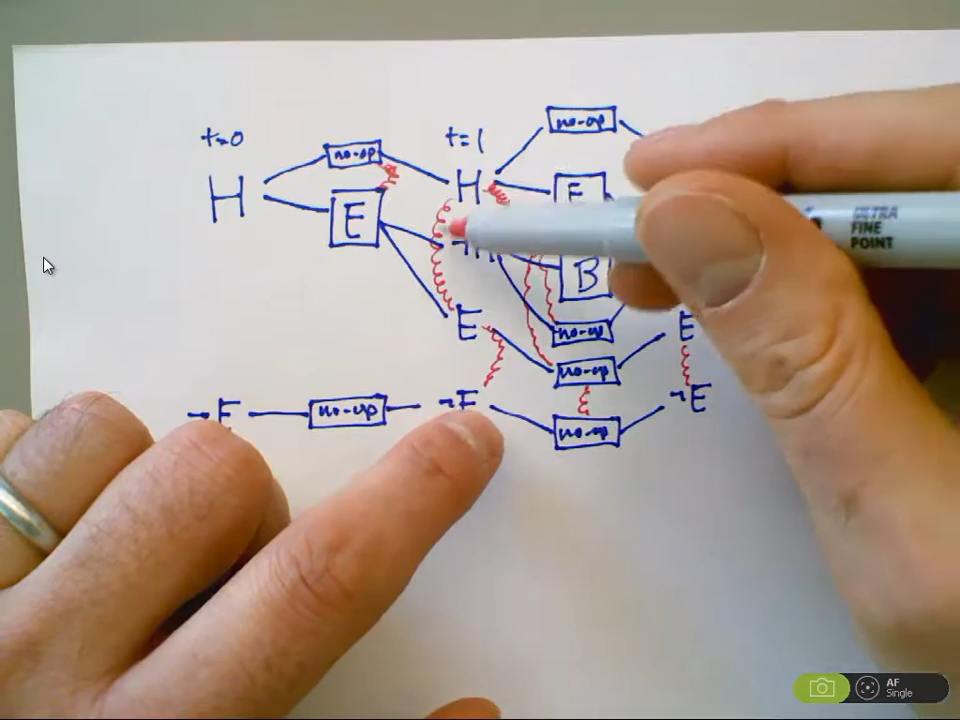 t=0
t=1
H
no-op
E
H
¬H
E
¬E
no-op
¬E
no-op
E
B
no-op
no-op
no-op
E
¬E
ULTRA
FINE
POINT
AF
Single